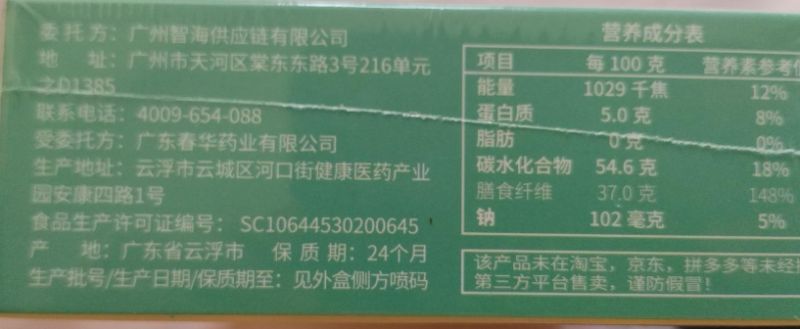 委 托 方：广州智海供应链有限公司
地 址：广州市天河区棠东东路3号216单元
之D1385
联系电话：4009-654-088
受委托方：广东春华药业有限公司
生产地址：云浮市云城区河口街健康医药产业
园安康四路1号
食品生产许可证编号：SC10644530200645
产 地：广东省云浮市 保 质 期：24个月
生产批号/生产日期/保质期至：见外盒侧方喷码
营养成分表
项目 每 100 克 营养素参考值
能量 1029 千焦 12%
蛋白质 5.0 克 8%
脂肪 0 克 0%
碳水化合物 54.6 克 18%
膳食纤维 37.0 克 148%
钠 102 毫克 5%
该产品未在淘宝，京东，拼多多等未经
第三方平台售卖，谨防假冒！